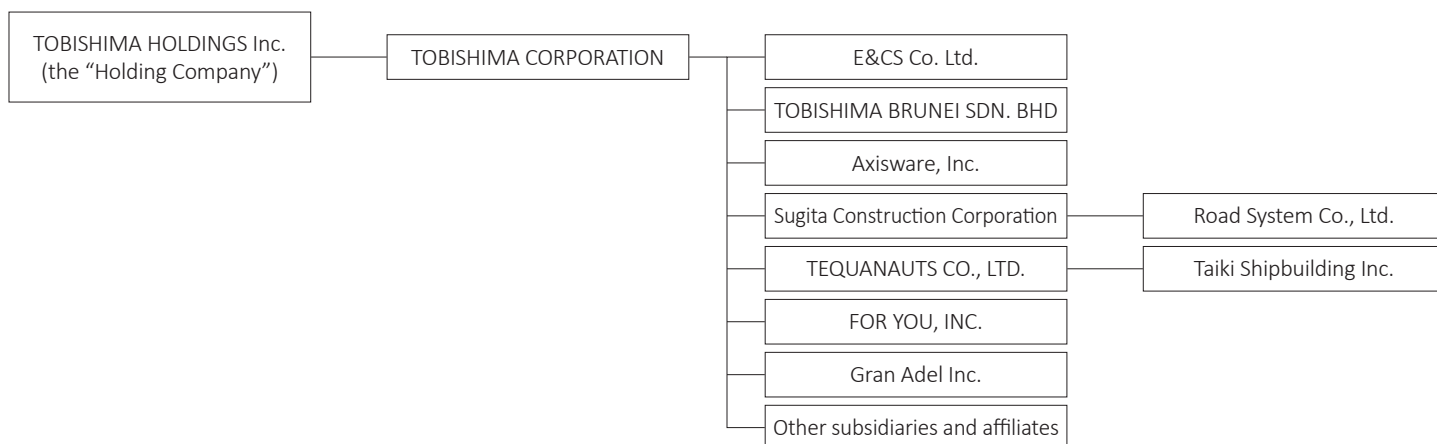 TOBISHIMA HOLDINGS Inc.
(the “Holding Company”)
TOBISHIMA CORPORATION
E&CS Co. Ltd.
TOBISHIMA BRUNEI SDN. BHD
Axisware, Inc.
Sugita Construction Corporation
Road System Co., Ltd.
TEQUANAUTS CO., LTD.
Taiki Shipbuilding Inc.
FOR YOU, INC.
Gran Adel Inc.
Other subsidiaries and affiliates